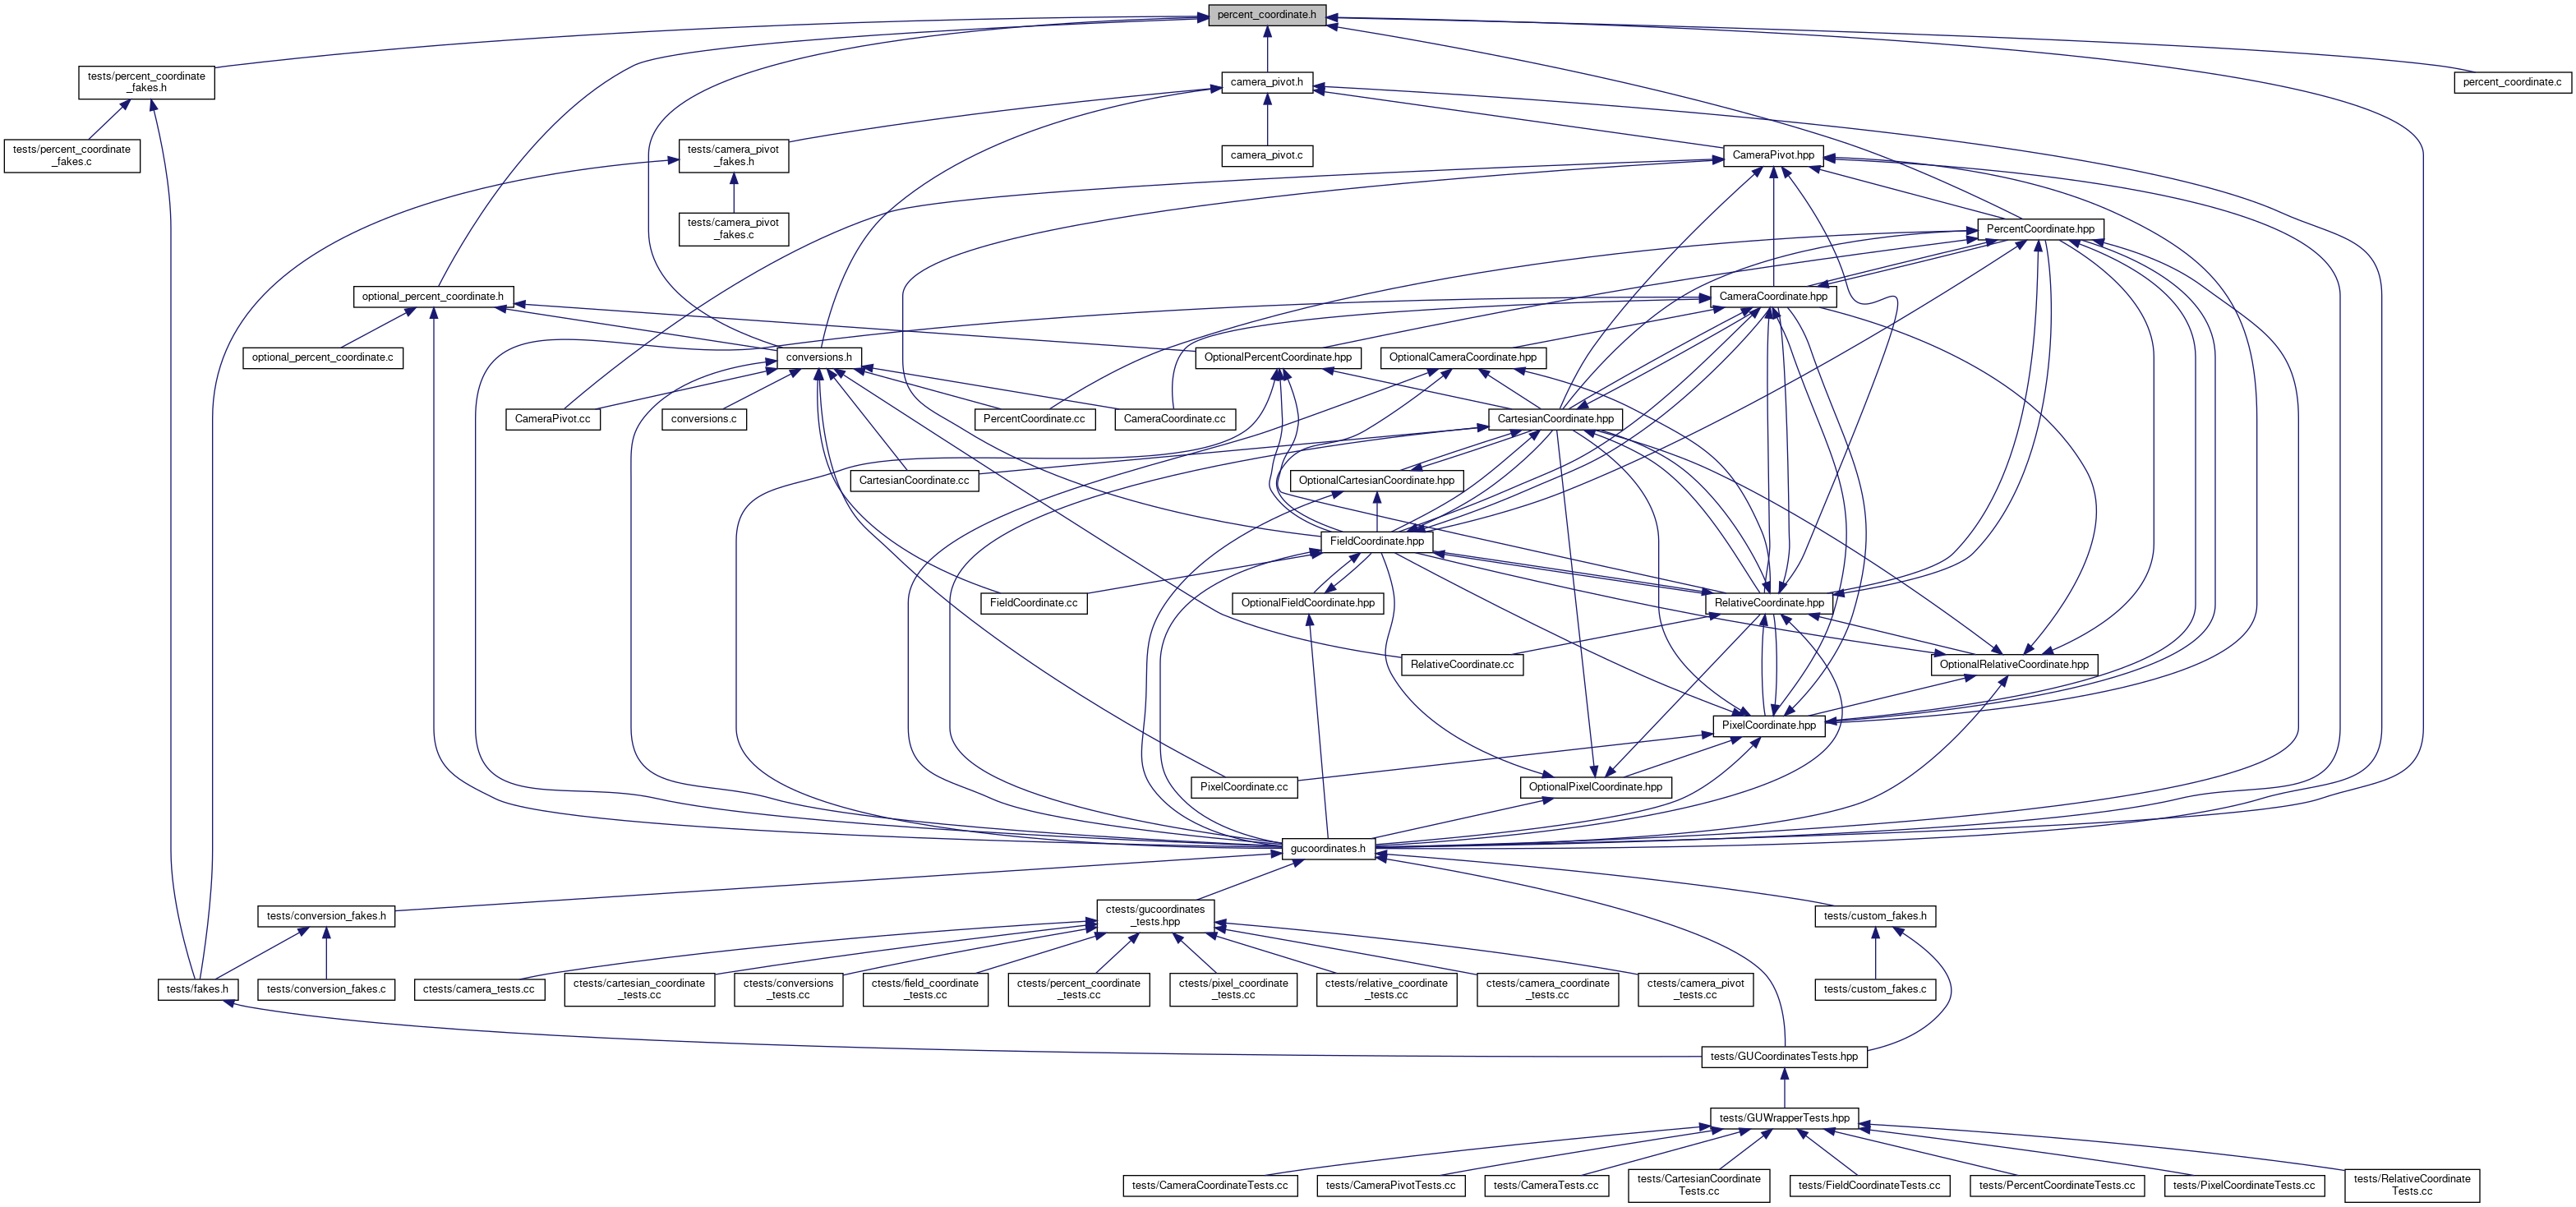 percent_coordinate.h
tests/percent_coordinate
_fakes.h
camera_pivot.h
percent_coordinate.c
tests/percent_coordinate
_fakes.c
tests/camera_pivot
_fakes.h
camera_pivot.c
CameraPivot.hpp
tests/camera_pivot
_fakes.c
PercentCoordinate.hpp
optional_percent_coordinate.h
CameraCoordinate.hpp
optional_percent_coordinate.c
conversions.h
OptionalPercentCoordinate.hpp
OptionalCameraCoordinate.hpp
CameraPivot.cc
conversions.c
PercentCoordinate.cc
CameraCoordinate.cc
CartesianCoordinate.hpp
CartesianCoordinate.cc
OptionalCartesianCoordinate.hpp
FieldCoordinate.hpp
FieldCoordinate.cc
OptionalFieldCoordinate.hpp
RelativeCoordinate.hpp
RelativeCoordinate.cc
OptionalRelativeCoordinate.hpp
PixelCoordinate.hpp
PixelCoordinate.cc
OptionalPixelCoordinate.hpp
gucoordinates.h
tests/conversion_fakes.h
ctests/gucoordinates
_tests.hpp
tests/custom_fakes.h
tests/fakes.h
tests/conversion_fakes.c
ctests/camera_tests.cc
ctests/cartesian_coordinate
_tests.cc
ctests/conversions
_tests.cc
ctests/field_coordinate
_tests.cc
ctests/percent_coordinate
_tests.cc
ctests/pixel_coordinate
_tests.cc
ctests/relative_coordinate
_tests.cc
ctests/camera_coordinate
_tests.cc
ctests/camera_pivot
_tests.cc
tests/custom_fakes.c
tests/GUCoordinatesTests.hpp
tests/GUWrapperTests.hpp
tests/CameraCoordinateTests.cc
tests/CameraPivotTests.cc
tests/CameraTests.cc
tests/CartesianCoordinate
Tests.cc
tests/FieldCoordinateTests.cc
tests/PercentCoordinateTests.cc
tests/PixelCoordinateTests.cc
tests/RelativeCoordinate
Tests.cc